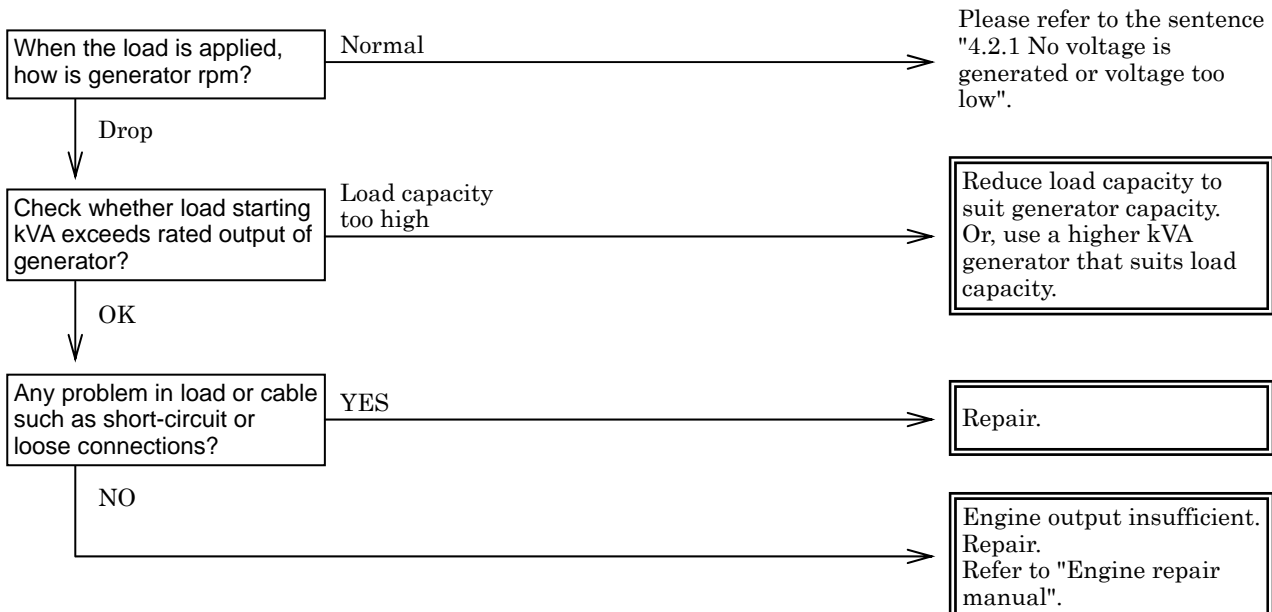 When the load is applied,
how is generator rpm?
Normal
Please refer to the sentence
"4.2.1 No voltage is
generated or voltage too
low".
Drop
Check whether load starting
kVA exceeds rated output of
generator?
Load capacity
too high
Reduce load capacity to
suit generator capacity.
Or, use a higher kVA
generator that suits load
capacity.
OK
Any problem in load or cable
such as short-circuit or
loose connections?
YES
Repair.
NO
Engine output insufficient.
Repair.
Refer to "Engine repair
manual".